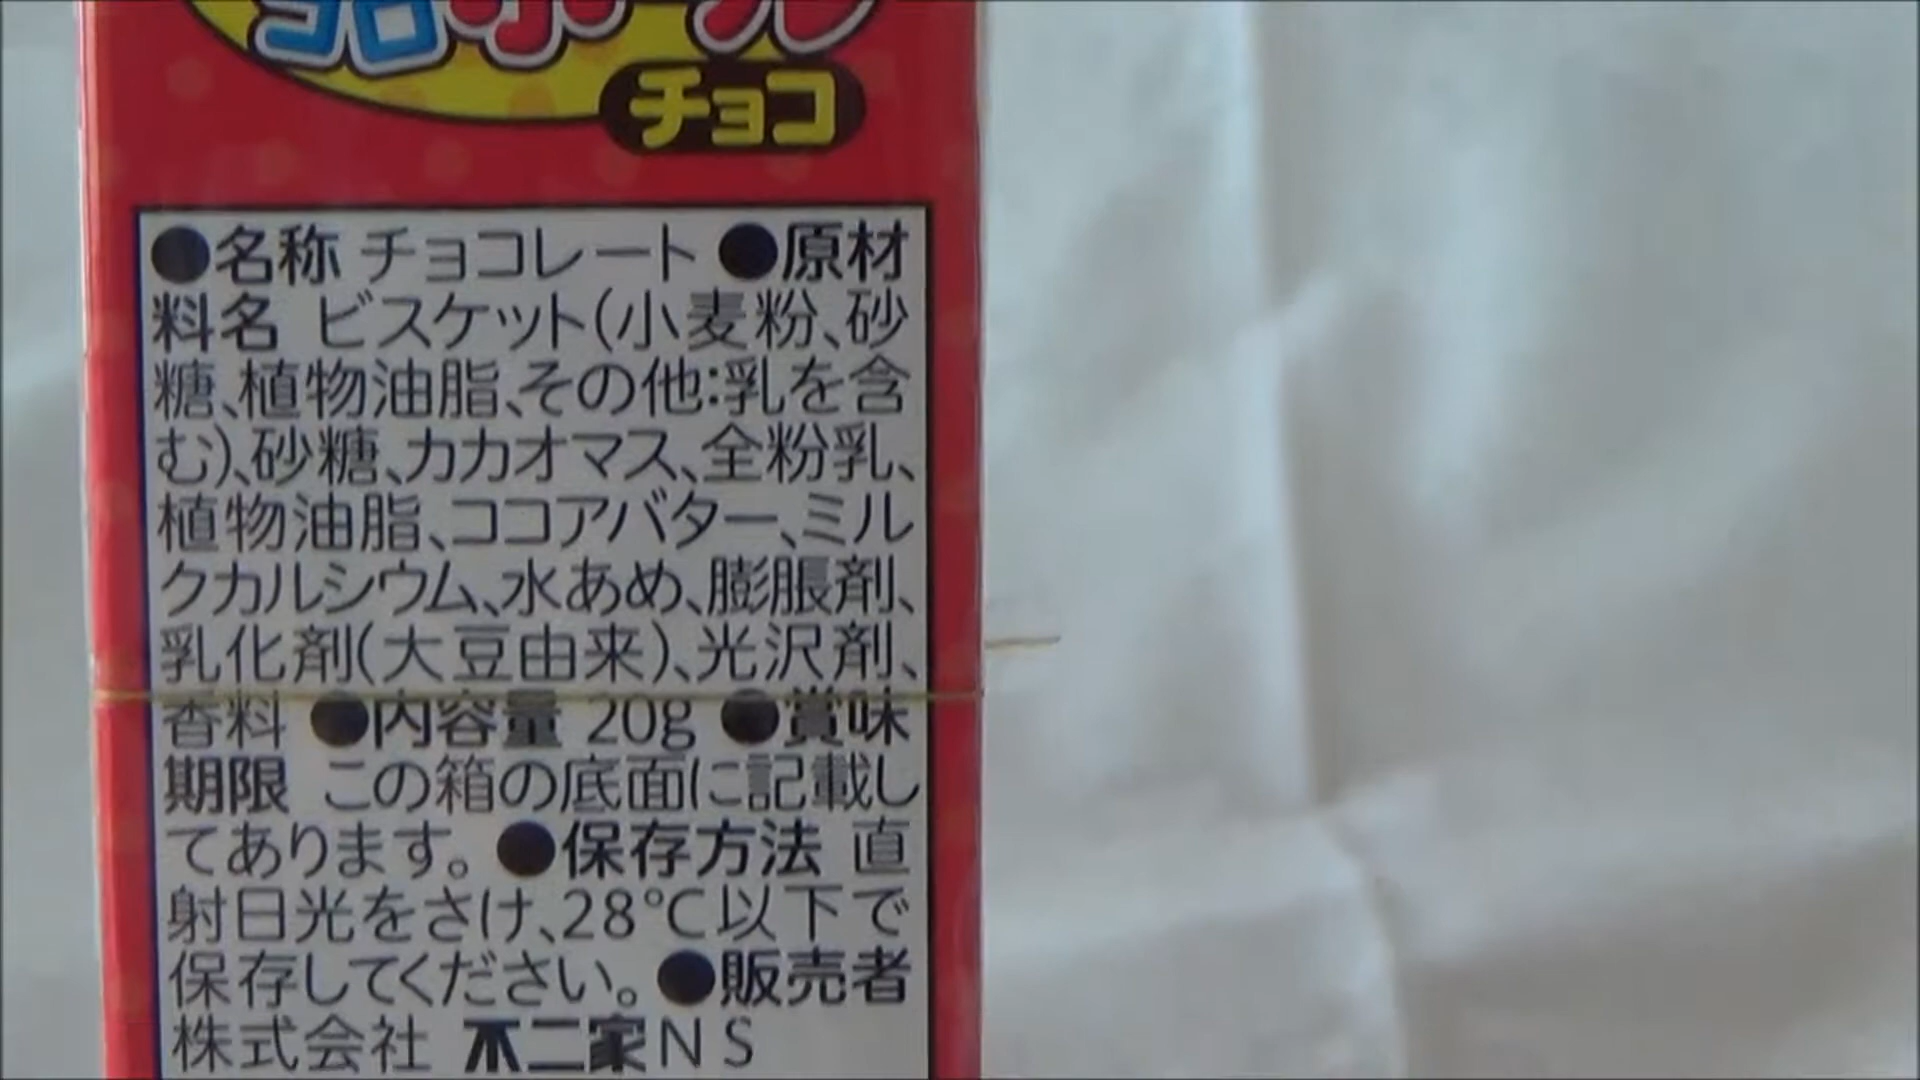 コロボール
チョコ
●名称 チョコレート ●原材
料名 ビスケット(小麦粉、砂
糖、植物油脂、その他:乳を含
む)、砂糖、カカオマス、全粉乳、
植物油脂、ココアバター、ミル
クカルシウム、水あめ、膨脹剤、
乳化剤(大豆由来)、光沢剤、
香料 ●内容量 20g ●賞味
期限 この箱の底面に記載し
てあります。 ●保存方法 直
射日光をさけ、28℃以下で
保存してください。 ●販売者
株式会社 不二家NS